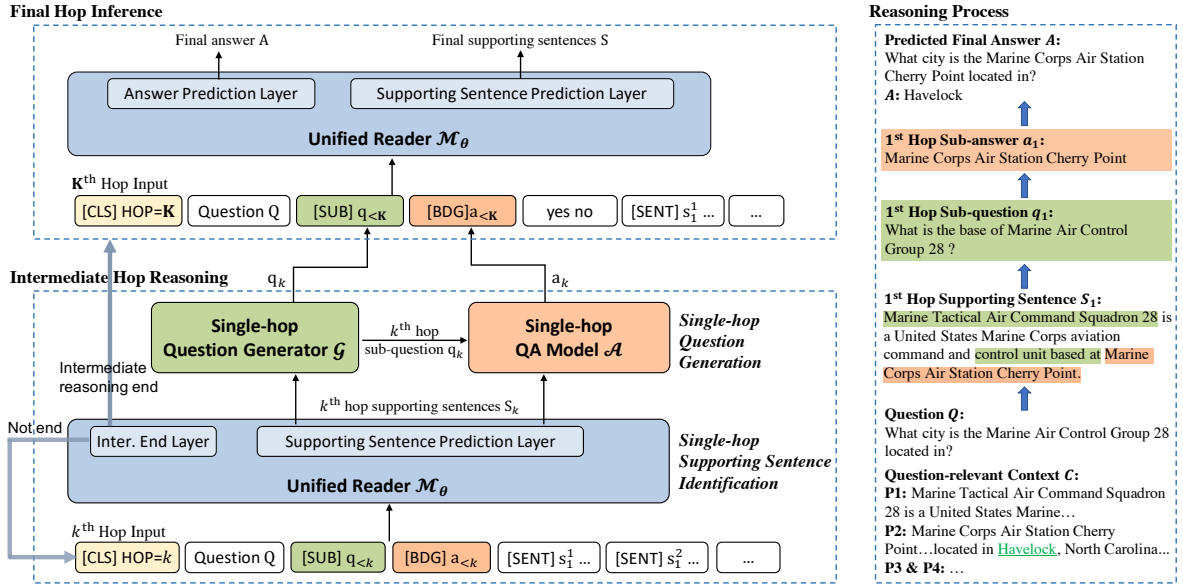 Final Hop Inference
Final answer A
Final supporting sentences S
Answer Prediction Layer
Supporting Sentence Prediction Layer
Unified Reader ℳθ
Kth Hop Input
[CLS] HOP=K
Question Q
[SUB] q<K
[BDG]a<K
yes no
[SENT] s₁¹ ...
...
Intermediate Hop Reasoning
qk
ak
Single-hop
Question Generator 𝒢
kth hop
sub-question qk
Single-hop
QA Model 𝒜
Single-hop
Question
Generation
Intermediate
reasoning end
kth hop supporting sentences Sk
Not end
Inter. End Layer
Supporting Sentence Prediction Layer
Unified Reader ℳθ
Single-hop
Supporting Sentence
Identification
kth Hop Input
[CLS] HOP=k
Question Q
[SUB] q<k
[BDG] a<k
[SENT] s₁¹ ...
[SENT] s₁² ...
...
Reasoning Process
Predicted Final Answer A:
What city is the Marine Corps Air Station
Cherry Point located in?
A: Havelock
1st Hop Sub-answer a₁:
Marine Corps Air Station Cherry Point
1st Hop Sub-question q₁:
What is the base of Marine Air Control
Group 28 ?
1st Hop Supporting Sentence S₁:
Marine Tactical Air Command Squadron 28 is
a United States Marine Corps aviation
command and control unit based at Marine
Corps Air Station Cherry Point.
Question Q:
What city is the Marine Air Control Group 28
located in?
Question-relevant Context C:
P1: Marine Tactical Air Command Squadron
28 is a United States Marine…
P2: Marine Corps Air Station Cherry
Point…located in Havelock, North Carolina...
P3 & P4: …